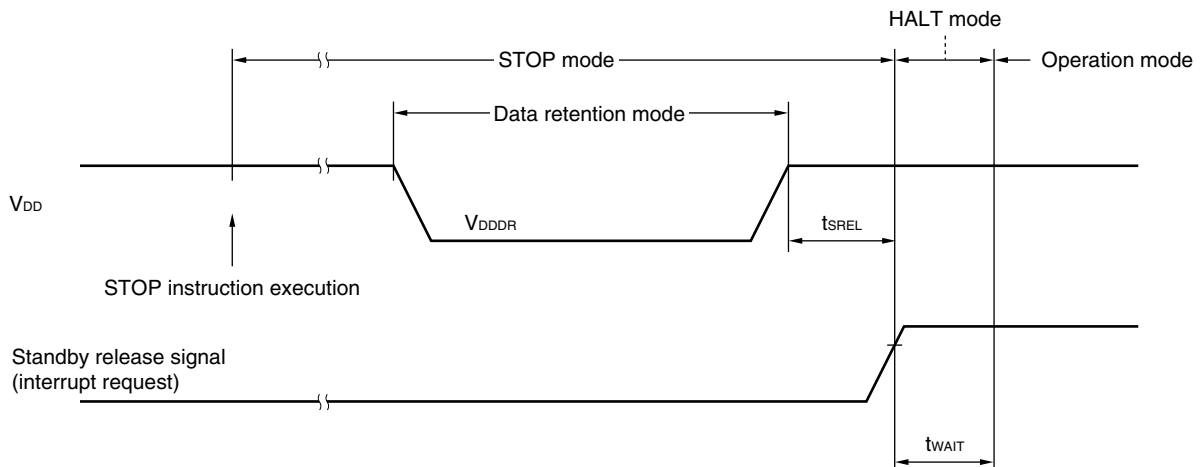 HALT mode
STOP mode
Operation mode
Data retention mode
VDD
VDDDR
tSREL
STOP instruction execution
Standby release signal
(interrupt request)
tWAIT